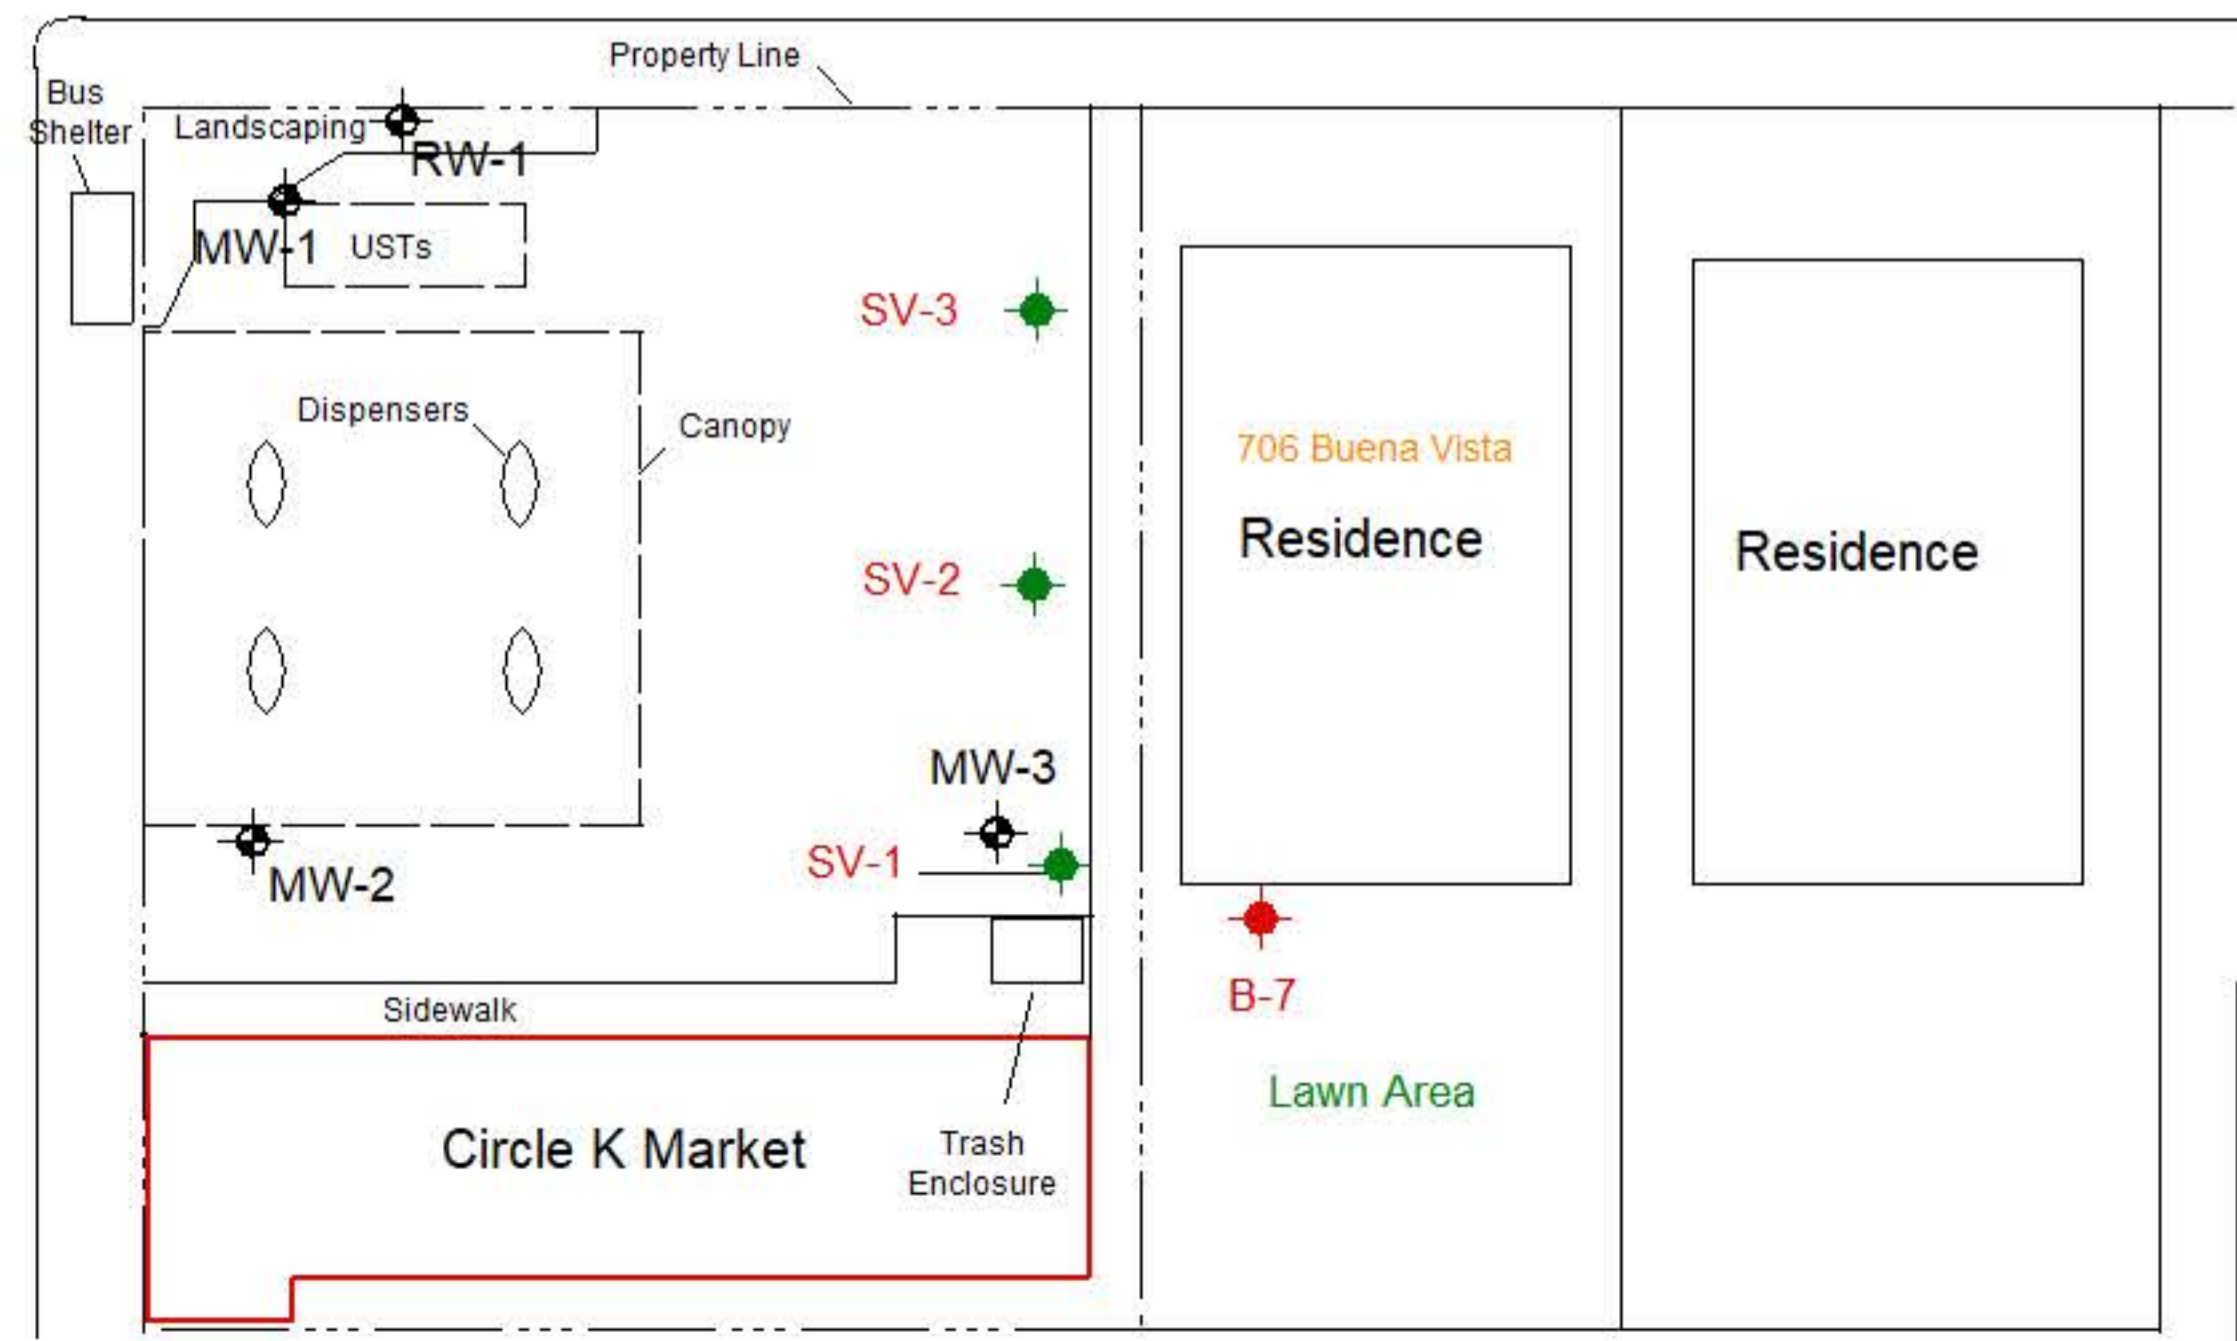 Property Line
Bus
Shelter
Landscaping
RW-1
MW-1
USTs
SV-3
Dispensers
Canopy
706 Buena Vista
Residence
Residence
SV-2
MW-3
SV-1
MW-2
B-7
Sidewalk
Lawn Area
Circle K Market
Trash
Enclosure